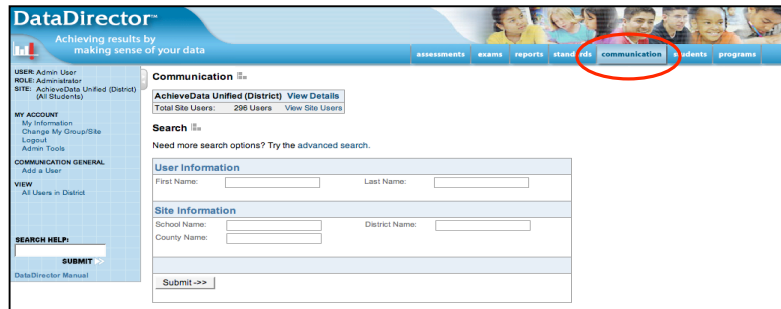 DataDirector™
Achieving results by
making sense of your data
assessments exams reports standards communication students programs
USER: Admin User
ROLE: Administrator
SITE: AchieveData Unified (District)
(All Students)
MY ACCOUNT
My Information
Change My Group/Site
Logout
Admin Tools
COMMUNICATION GENERAL
Add a User
VIEW
All Users in District
SEARCH HELP:
SUBMIT >>
DataDirector Manual
Communication
AchieveData Unified (District) View Details
Total Site Users: 296 Users View Site Users
Search
Need more search options? Try the advanced search.
User Information
First Name: Last Name:
Site Information
School Name: District Name:
County Name:
Submit ->>